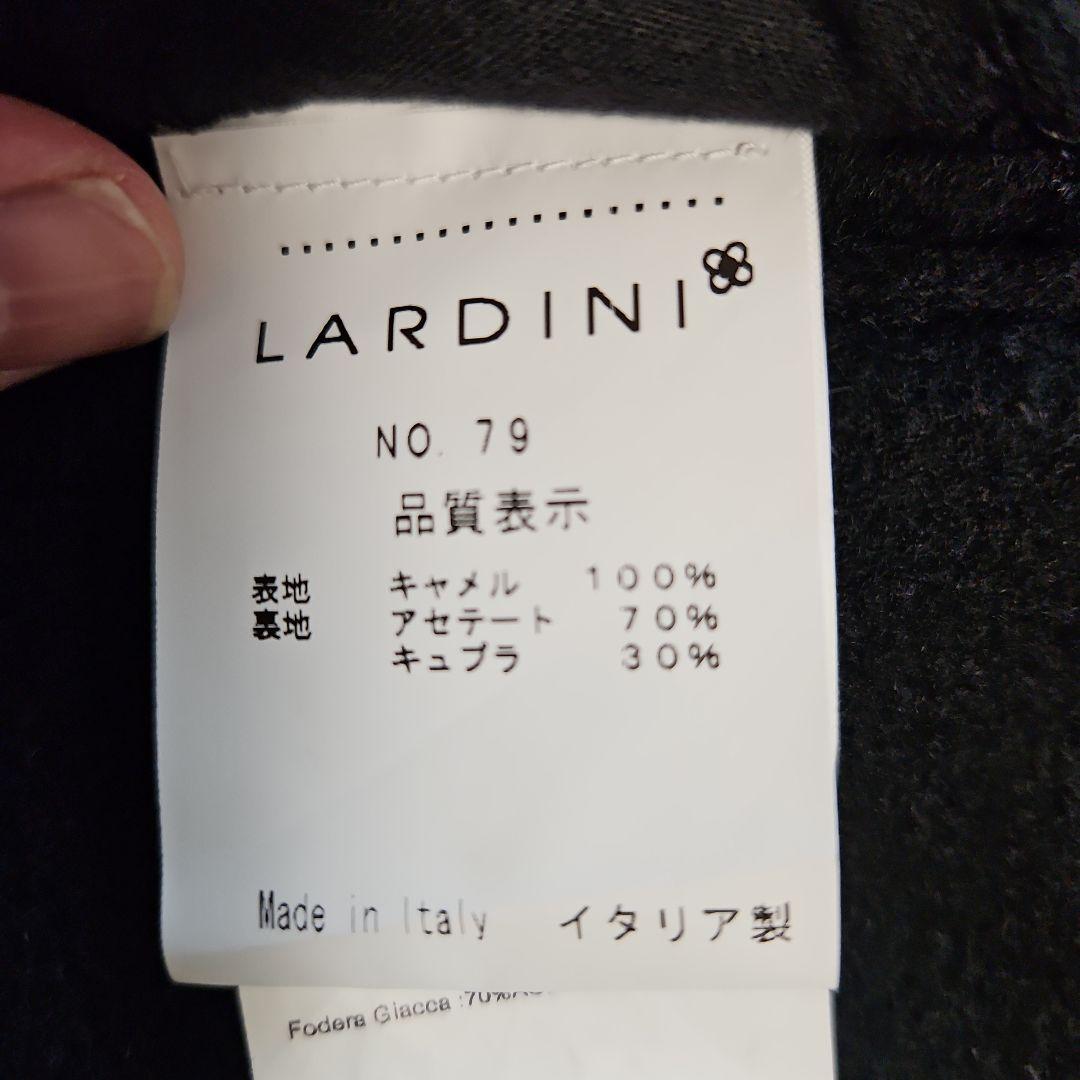 LARDINI
NO. 79
品質表示
表地 キャメル 100%
裏地 アセテート 70%
キュプラ 30%
Made in Italy イタリア製
Fodera Giacca :70%